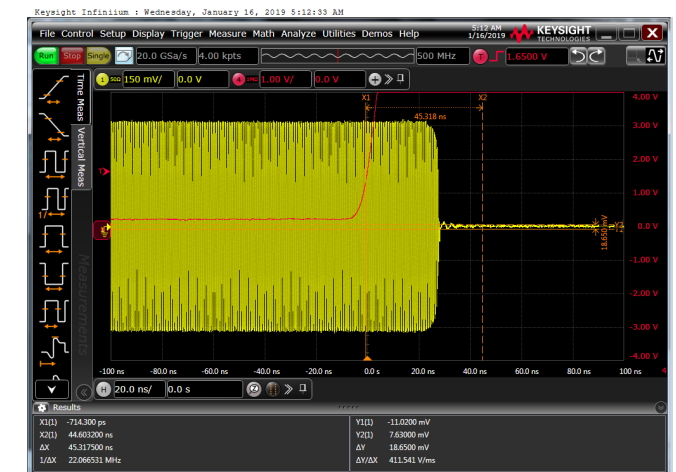 Keysight Infiniium : Wednesday, January 16, 2019 5:12:33 AM
File Control Setup Display Trigger Measure Math Analyze Utilities Demos Help
5:12 AM
1/16/2019
KEYSIGHT
TECHNOLOGIES
Run Stop Single 20.0 GSa/s 4.00 kpts 500 MHz T 1.6500 V
1 50Ω 150 mV/ 0.0 V 4 1.00 V/ 0.0 V
Time Meas
Vertical Meas
Measurements
X1 X2
45.318 ns
4.00 V
3.00 V
2.00 V
1.00 V
0.0 V
-1.00 V
-2.00 V
-3.00 V
-4.00 V
18.650 mV
1/
-100 ns -80.0 ns -60.0 ns -40.0 ns -20.0 ns 0.0 s 20.0 ns 40.0 ns 60.0 ns 80.0 ns 100 ns 4
H 20.0 ns/ 0.0 s
Results
X1(1) -714.300 ps Y1(1) -11.0200 mV
X2(1) 44.603200 ns Y2(1) 7.63000 mV
ΔX 45.317500 ns ΔY 18.6500 mV
1/ΔX 22.066531 MHz ΔY/ΔX 411.541 V/ms